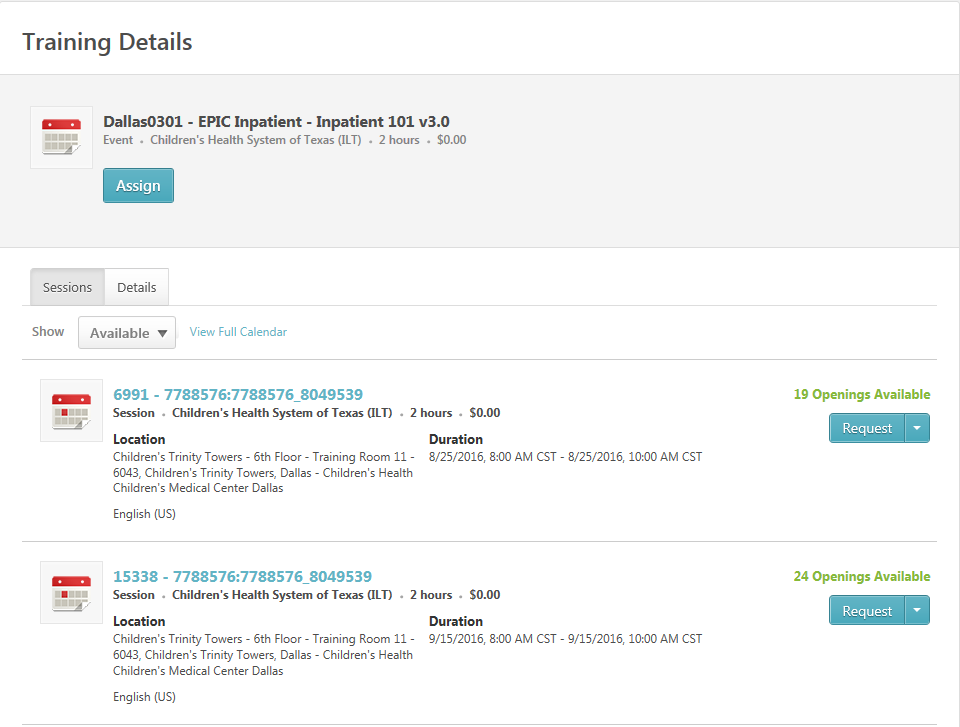 Training Details
Dallas0301 - EPIC Inpatient - Inpatient 101 v3.0
Event • Children's Health System of Texas (ILT) • 2 hours • $0.00
Assign
Sessions Details
Show Available ▼ View Full Calendar
6991 - 7788576:7788576_8049539 19 Openings Available
Session • Children's Health System of Texas (ILT) • 2 hours • $0.00
Request
Location Duration
Children's Trinity Towers - 6th Floor - Training Room 11 - 8/25/2016, 8:00 AM CST - 8/25/2016, 10:00 AM CST
6043, Children's Trinity Towers, Dallas - Children's Health
Children's Medical Center Dallas
English (US)
15338 - 7788576:7788576_8049539 24 Openings Available
Session • Children's Health System of Texas (ILT) • 2 hours • $0.00
Request
Location Duration
Children's Trinity Towers - 6th Floor - Training Room 11 - 9/15/2016, 8:00 AM CST - 9/15/2016, 10:00 AM CST
6043, Children's Trinity Towers, Dallas - Children's Health
Children's Medical Center Dallas
English (US)